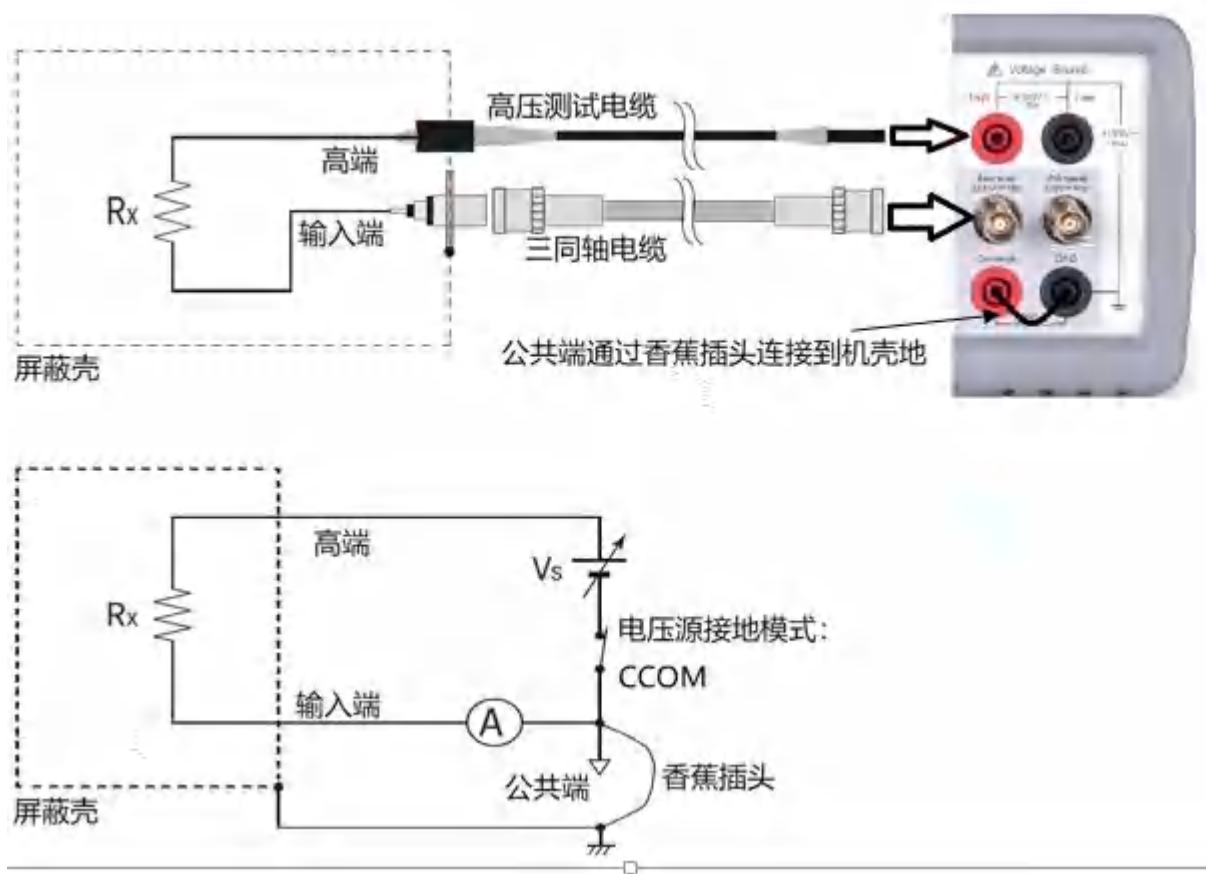 Voltage Source
高压测试电缆
高端
Rx
输入端
三同轴电缆
公共端通过香蕉插头连接到机壳地
屏蔽壳
高端
Vs
Rx
电压源接地模式:
CCOM
输入端
A
公共端
香蕉插头
屏蔽壳